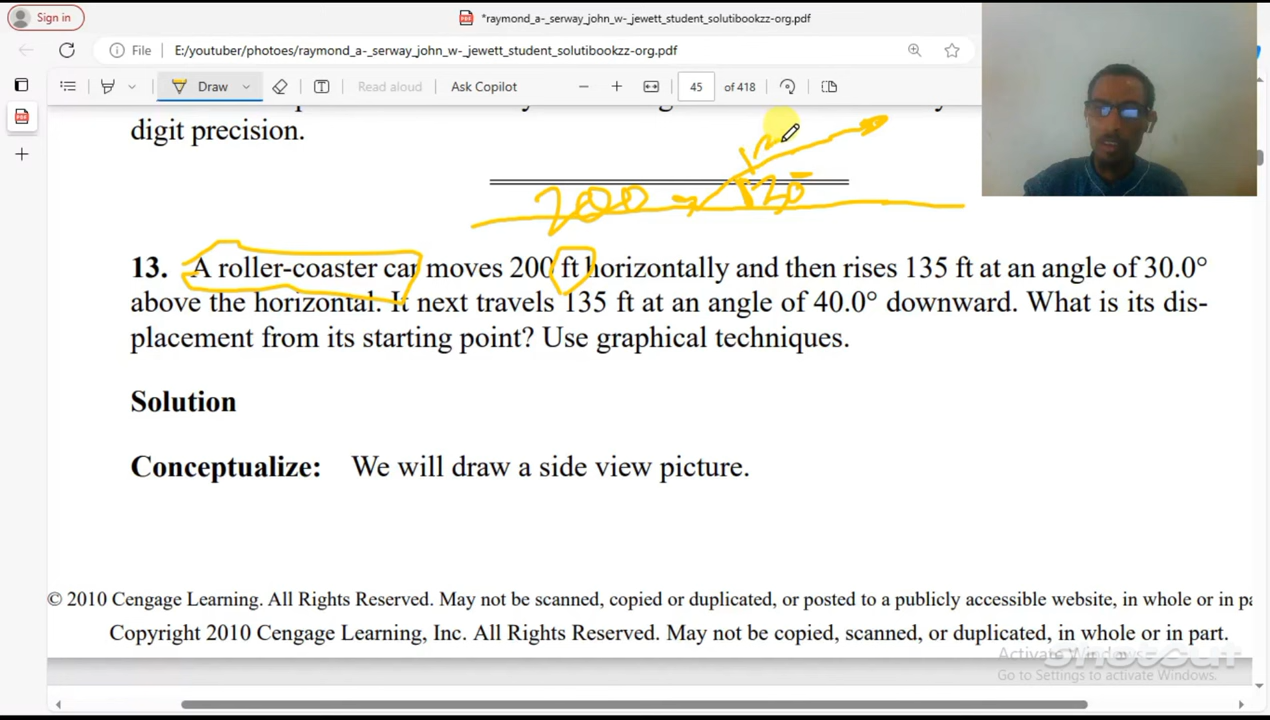 Sign in
*raymond_a-_serway_john_w-_jewett_student_solutibookzz-org.pdf
File E:/youtuber/photoes/raymond_a-_serway_john_w-_jewett_student_solutibookzz-org.pdf
Draw Read aloud Ask Copilot 45 of 418
digit precision.
2000 30
13. A roller-coaster car moves 200 ft horizontally and then rises 135 ft at an angle of 30.0°
above the horizontal. It next travels 135 ft at an angle of 40.0° downward. What is its dis-
placement from its starting point? Use graphical techniques.
Solution
Conceptualize: We will draw a side view picture.
© 2010 Cengage Learning. All Rights Reserved. May not be scanned, copied or duplicated, or posted to a publicly accessible website, in whole or in pa
Copyright 2010 Cengage Learning, Inc. All Rights Reserved. May not be copied, scanned, or duplicated, in whole or in part.
Activate Windows
SHOTCUT
Go to Settings to activate Windows.